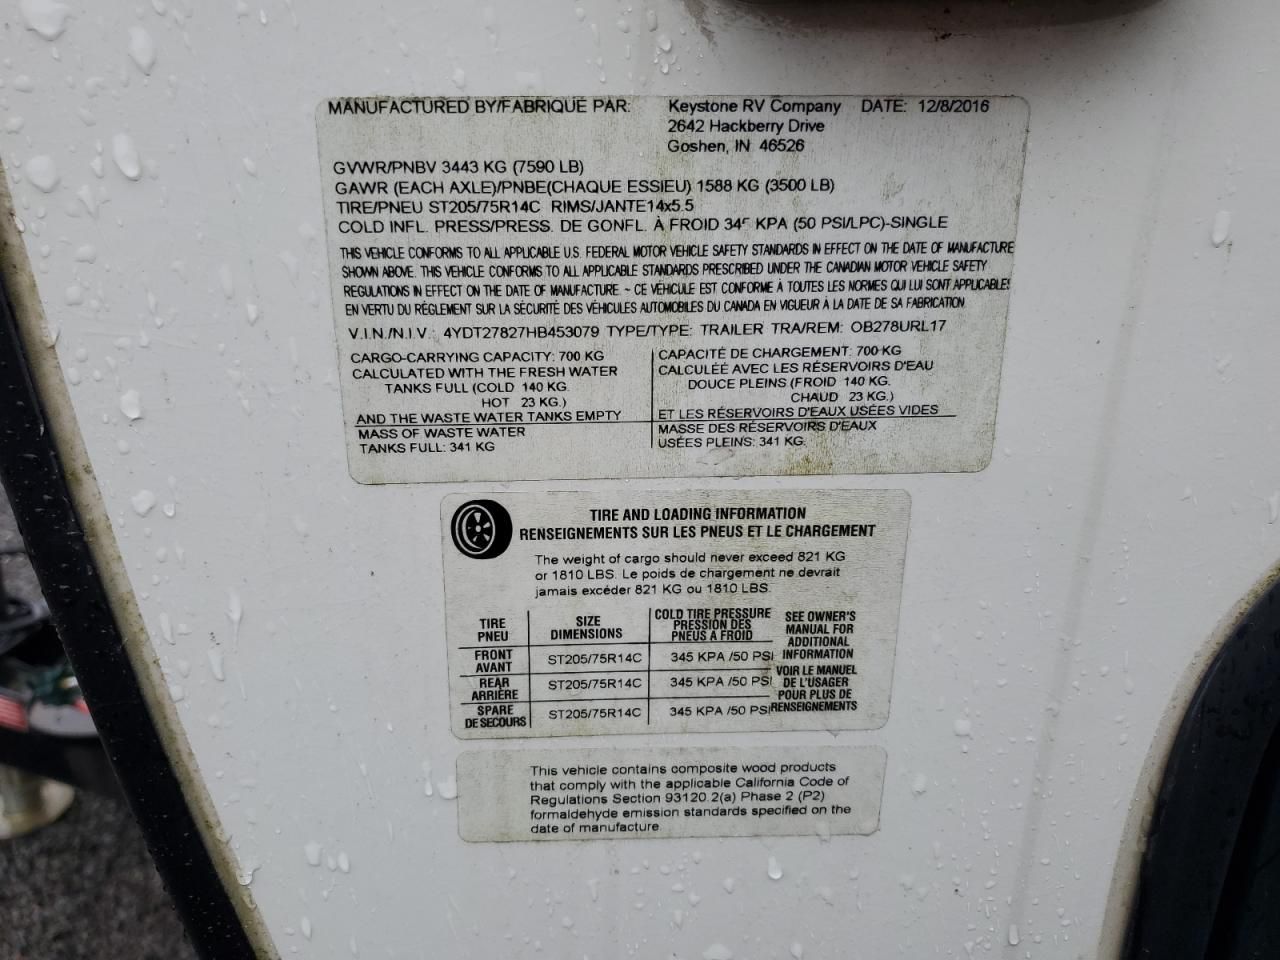 MANUFACTURED BY/FABRIQUE PAR: Keystone RV Company DATE: 12/8/2016
2642 Hackberry Drive
Goshen, IN 46526
GVWR/PNBV 3443 KG (7590 LB)
GAWR (EACH AXLE)/PNBE(CHAQUE ESSIEU) 1588 KG (3500 LB)
TIRE/PNEU ST205/75R14C RIMS/JANTE14x5.5
COLD INFL. PRESS/PRESS. DE GONFL. À FROID 345 KPA (50 PSI/LPC)-SINGLE
THIS VEHICLE CONFORMS TO ALL APPLICABLE U.S. FEDERAL MOTOR VEHICLE SAFETY STANDARDS IN EFFECT ON THE DATE OF MANUFACTURE
SHOWN ABOVE. THIS VEHICLE CONFORMS TO ALL APPLICABLE STANDARDS PRESCRIBED UNDER THE CANADIAN MOTOR VEHICLE SAFETY
REGULATIONS IN EFFECT ON THE DATE OF MANUFACTURE. ~ CE VÉHICULE EST CONFORME À TOUTES LES NORMES QUI LUI SONT APPLICABLES
EN VERTU DU RÉGLEMENT SUR LA SÉCURITÉ DES VÉHICULES AUTOMOBILES DU CANADA EN VIGUEUR À LA DATE DE SA FABRICATION
V.I.N./N.I.V.: 4YDT27827HB453079 TYPE/TYPE: TRAILER TRA/REM: OB278URL17
CARGO-CARRYING CAPACITY: 700 KG
CALCULATED WITH THE FRESH WATER
TANKS FULL (COLD 140 KG.
HOT 23 KG.)
AND THE WASTE WATER TANKS EMPTY
MASS OF WASTE WATER
TANKS FULL: 341 KG
CAPACITÉ DE CHARGEMENT: 700 KG
CALCULÉE AVEC LES RÉSERVOIRS D'EAU
DOUCE PLEINS (FROID 140 KG.
CHAUD 23 KG.)
ET LES RÉSERVOIRS D'EAUX USÉES VIDES
MASSE DES RÉSERVOIRS D'EAUX
USÉES PLEINS: 341 KG.
TIRE AND LOADING INFORMATION
RENSEIGNEMENTS SUR LES PNEUS ET LE CHARGEMENT
The weight of cargo should never exceed 821 KG
or 1810 LBS. Le poids de chargement ne devrait
jamais excéder 821 KG ou 1810 LBS.
TIRE
PNEU
SIZE
DIMENSIONS
COLD TIRE PRESSURE
PRESSION DES
PNEUS A FROID
FRONT
AVANT
ST205/75R14C 345 KPA /50 PSI
REAR
ARRIÈRE
ST205/75R14C 345 KPA /50 PSI
SPARE
DE SECOURS
ST205/75R14C 345 KPA /50 PSI
SEE OWNER'S
MANUAL FOR
ADDITIONAL
INFORMATION
VOIR LE MANUEL
DE L'USAGER
POUR PLUS DE
RENSEIGNEMENTS
This vehicle contains composite wood products
that comply with the applicable California Code of
Regulations Section 93120.2(a) Phase 2 (P2)
formaldehyde emission standards specified on the
date of manufacture